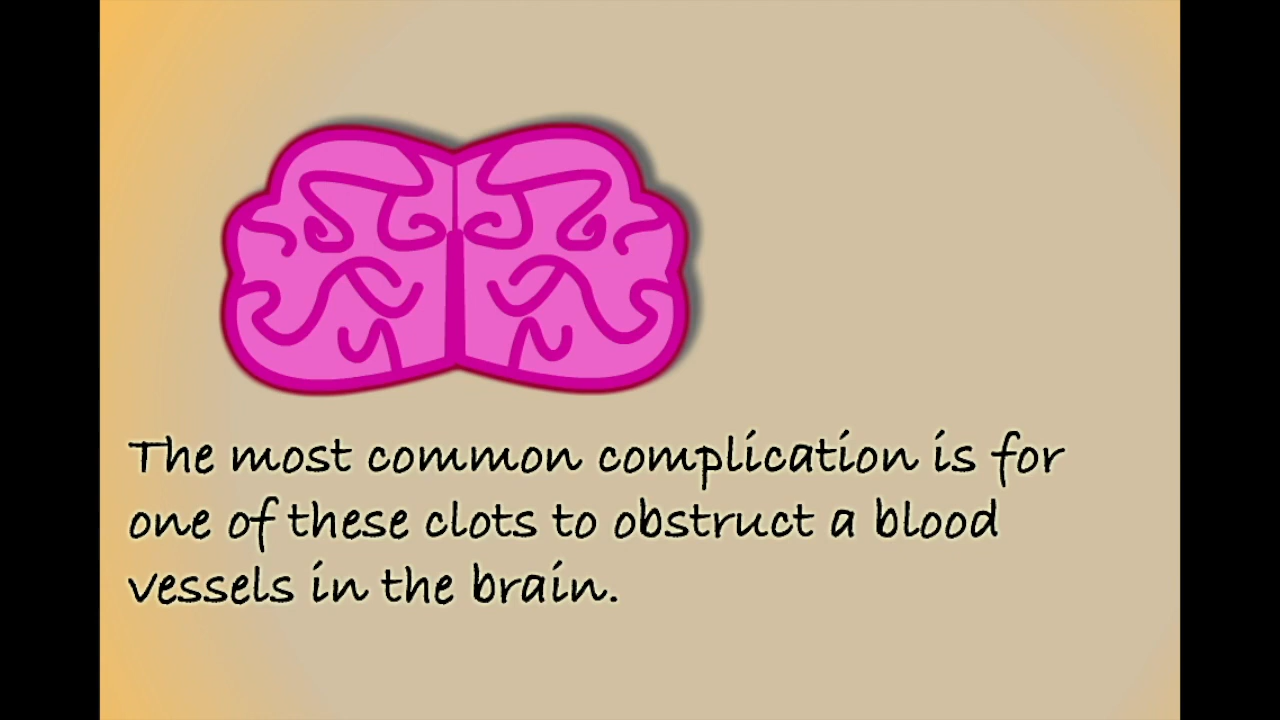 The most common complication is for
one of these clots to obstruct a blood
vessels in the brain.